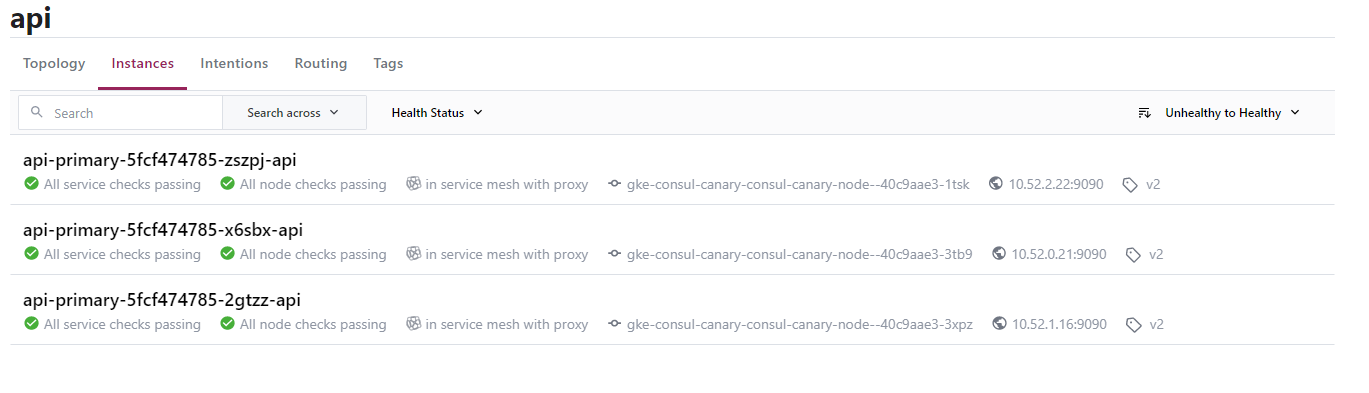 api
Topology Instances Intentions Routing Tags
Search Search across Health Status Unhealthy to Healthy
api-primary-5fcf474785-zszpj-api
All service checks passing All node checks passing in service mesh with proxy gke-consul-canary-consul-canary-node--40c9aae3-1tsk 10.52.2.22:9090 v2
api-primary-5fcf474785-x6sbx-api
All service checks passing All node checks passing in service mesh with proxy gke-consul-canary-consul-canary-node--40c9aae3-3tb9 10.52.0.21:9090 v2
api-primary-5fcf474785-2gtzz-api
All service checks passing All node checks passing in service mesh with proxy gke-consul-canary-consul-canary-node--40c9aae3-3xpz 10.52.1.16:9090 v2